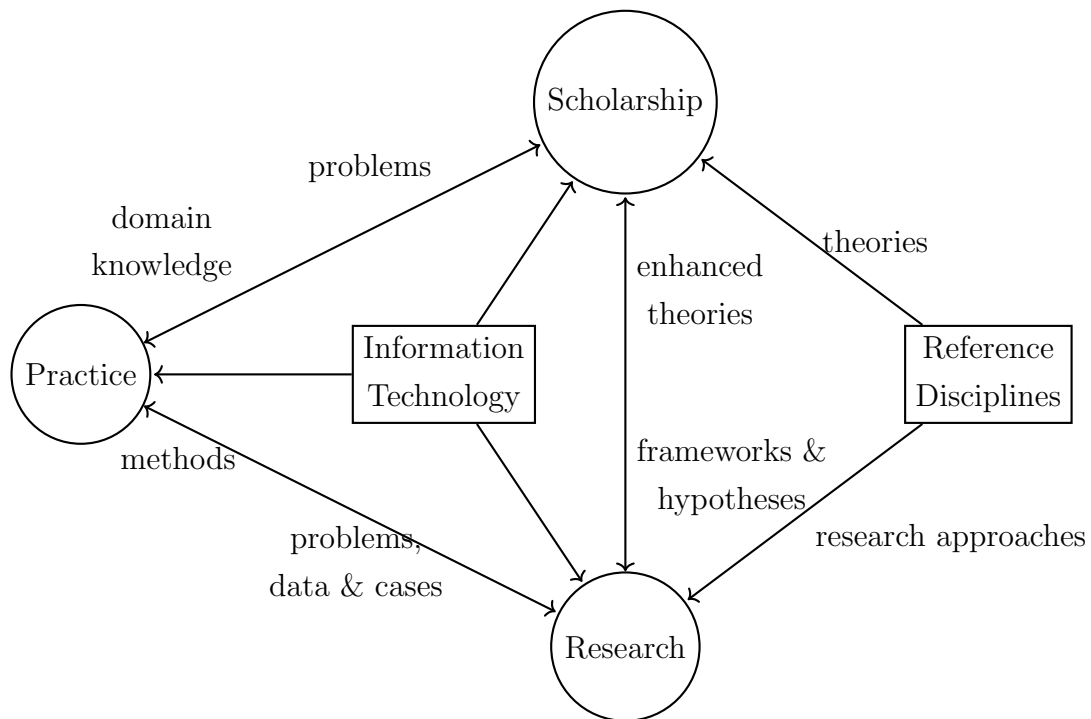 Scholarship
problems
domain
knowledge
theories
enhanced
theories
Practice
Information
Technology
Reference
Disciplines
methods
frameworks &
hypotheses
problems,
data & cases
research approaches
Research